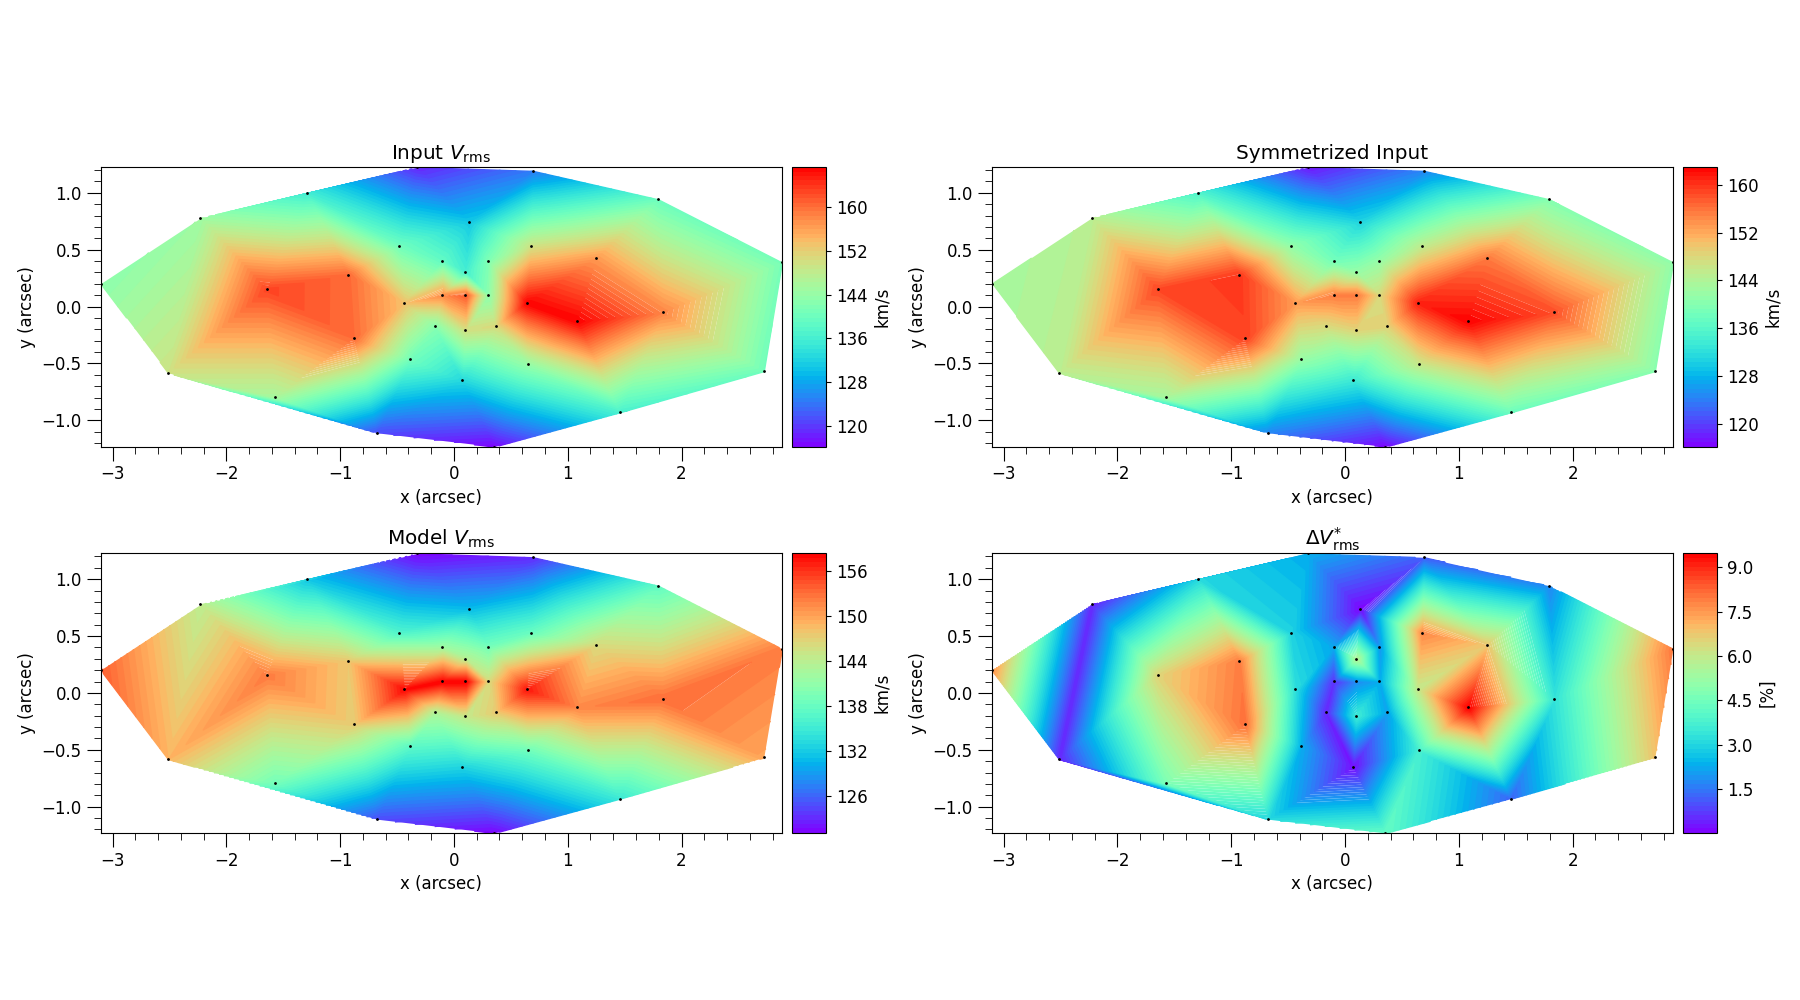 Input V_rms
1.0
0.5
0.0
−0.5
−1.0
y (arcsec)
−3 −2 −1 0 1 2
x (arcsec)
160
152
144
136
128
120
km/s
Symmetrized Input
1.0
0.5
0.0
−0.5
−1.0
y (arcsec)
−3 −2 −1 0 1 2
x (arcsec)
160
152
144
136
128
120
km/s
Model V_rms
1.0
0.5
0.0
−0.5
−1.0
y (arcsec)
−3 −2 −1 0 1 2
x (arcsec)
156
150
144
138
132
126
km/s
ΔV*_rms
1.0
0.5
0.0
−0.5
−1.0
y (arcsec)
−3 −2 −1 0 1 2
x (arcsec)
9.0
7.5
6.0
4.5
3.0
1.5
[%]